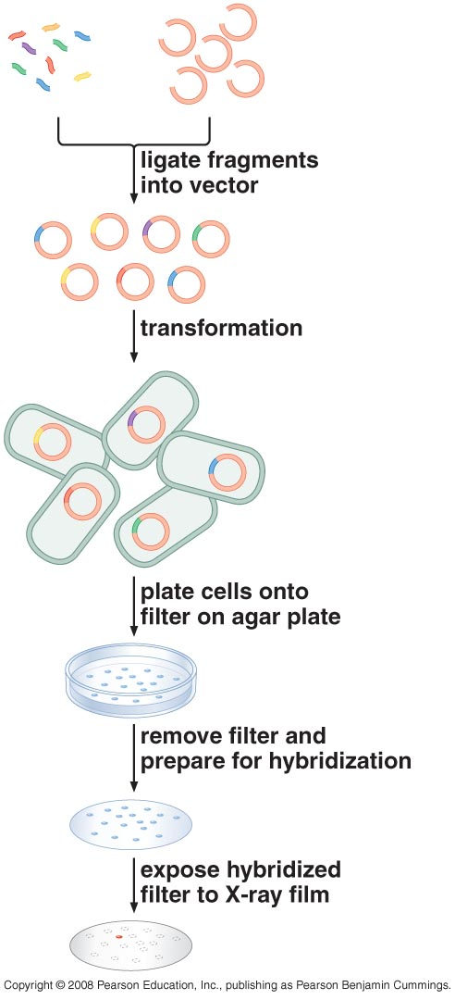 ligate fragments
into vector
transformation
plate cells onto
filter on agar plate
remove filter and
prepare for hybridization
expose hybridized
filter to X-ray film
Copyright © 2008 Pearson Education, Inc., publishing as Pearson Benjamin Cummings.